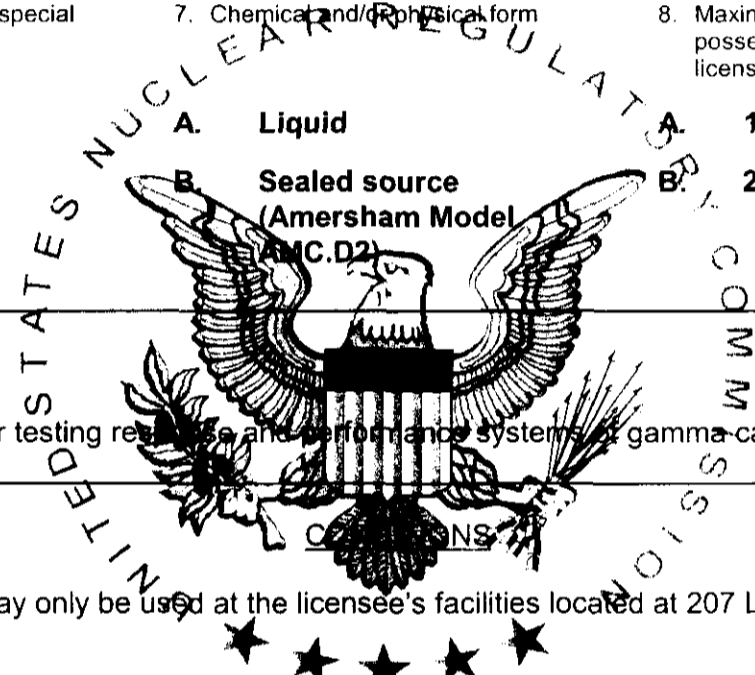 special 7. Chemical and/or physical form 8. Maxin
posse
licens
A. Liquid A. 1
B. Sealed source B. 2
(Amersham Model
AMC.D2)
r testing response and performance systems of gamma ca
CONDITIONS
ay only be used at the licensee's facilities located at 207 L
UNITED STATES NUCLEAR REGULATORY COMMISSION